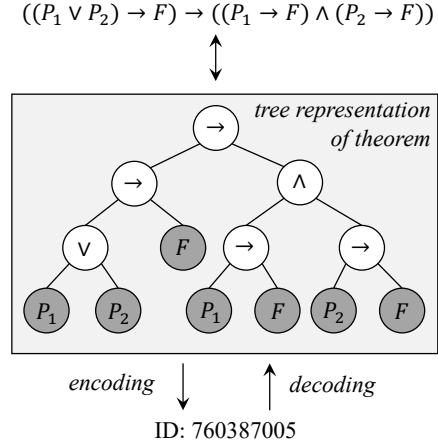 ((P₁ ∨ P₂) → F) → ((P₁ → F) ∧ (P₂ → F))
tree representation
of theorem
→
→ ∧
∨ F → →
P₁ P₂ P₁ F P₂ F
encoding decoding
ID: 760387005